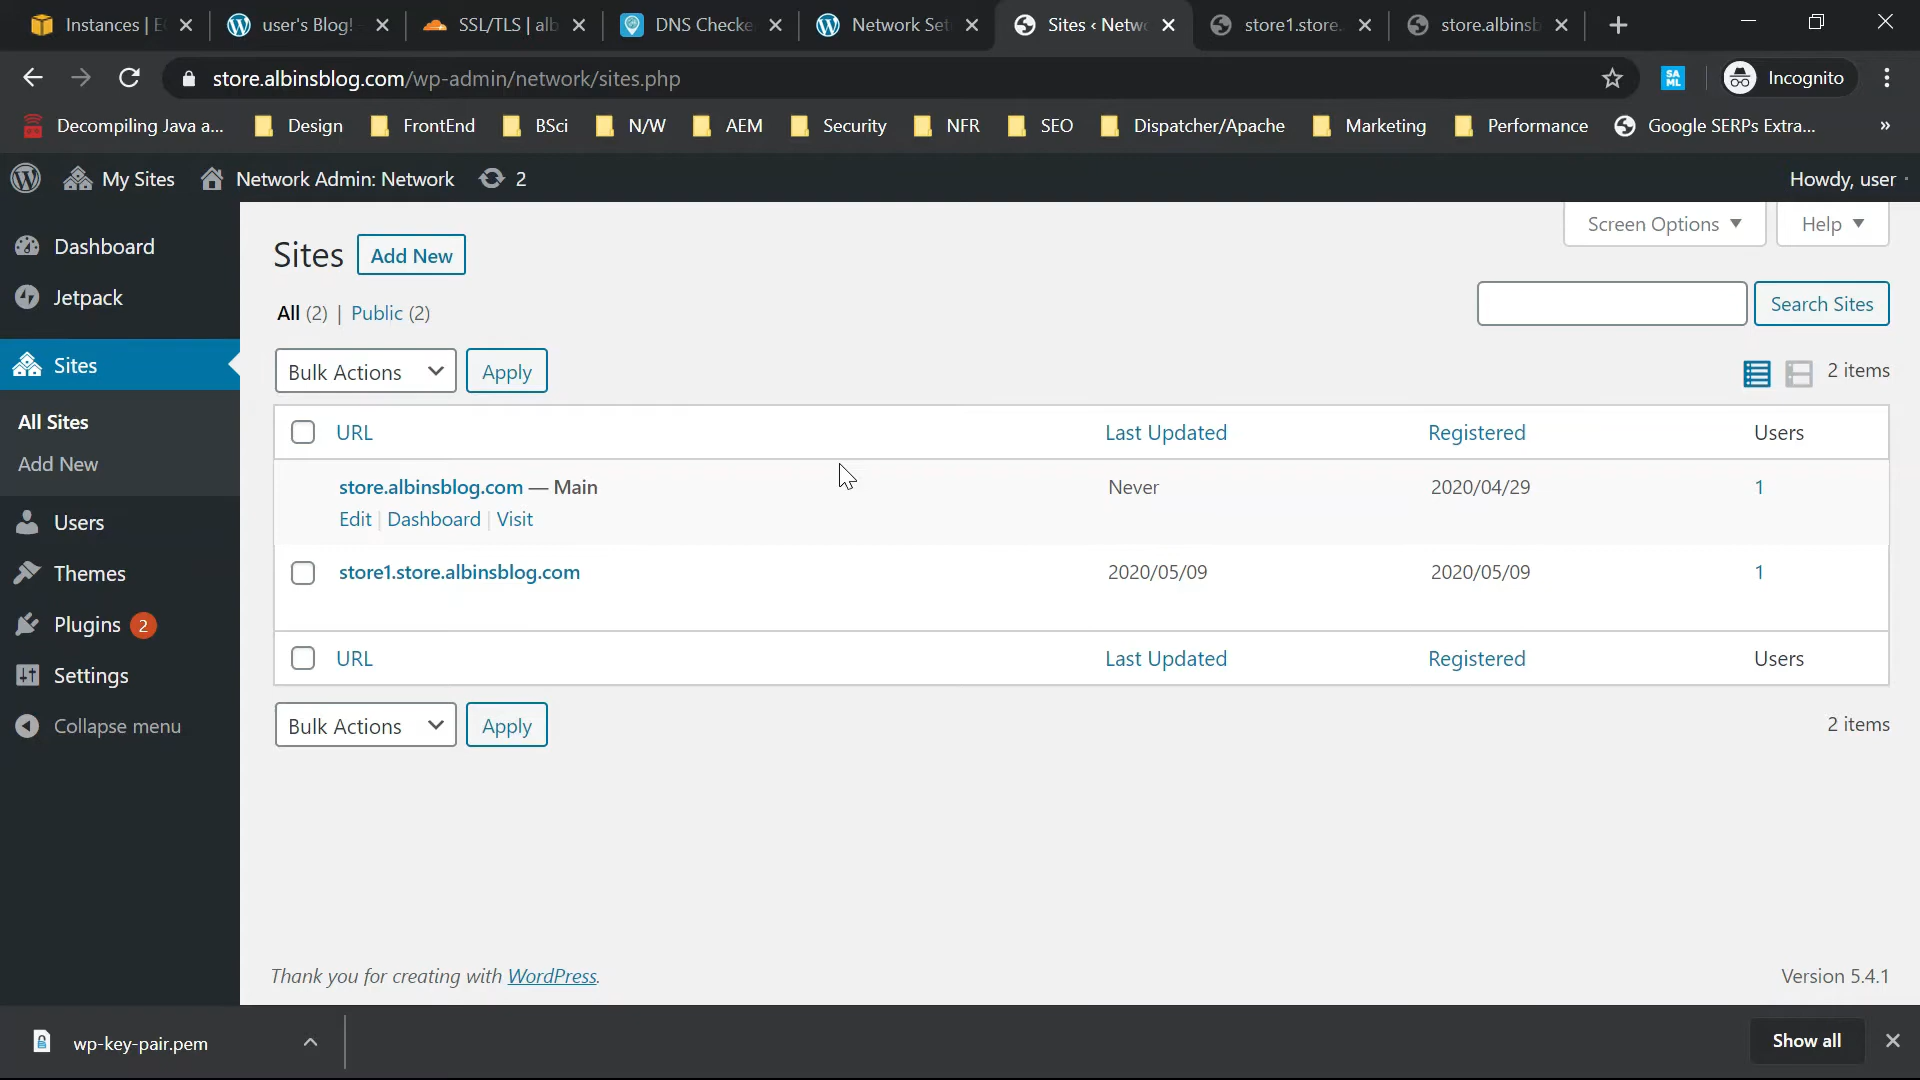 Instances | E
user's Blog!
SSL/TLS | alb
DNS Checke
Network Set
Sites ‹ Netwo
store1.store.
store.albinsb
store.albinsblog.com/wp-admin/network/sites.php
SA
ML
Incognito
Decompiling Java a...
Design
FrontEnd
BSci
N/W
AEM
Security
NFR
SEO
Dispatcher/Apache
Marketing
Performance
Google SERPs Extra...
»
My Sites
Network Admin: Network
2
Howdy, user
Dashboard
Jetpack
Sites
All Sites
Add New
Users
Themes
Plugins 2
Settings
Collapse menu
Screen Options
Help
Sites
Add New
All (2) | Public (2)
Search Sites
Bulk Actions
Apply
2 items
URL Last Updated Registered Users
store.albinsblog.com — Main Never 2020/04/29 1
Edit | Dashboard | Visit
store1.store.albinsblog.com 2020/05/09 2020/05/09 1
URL Last Updated Registered Users
Bulk Actions
Apply
2 items
Thank you for creating with WordPress.
Version 5.4.1
wp-key-pair.pem
Show all